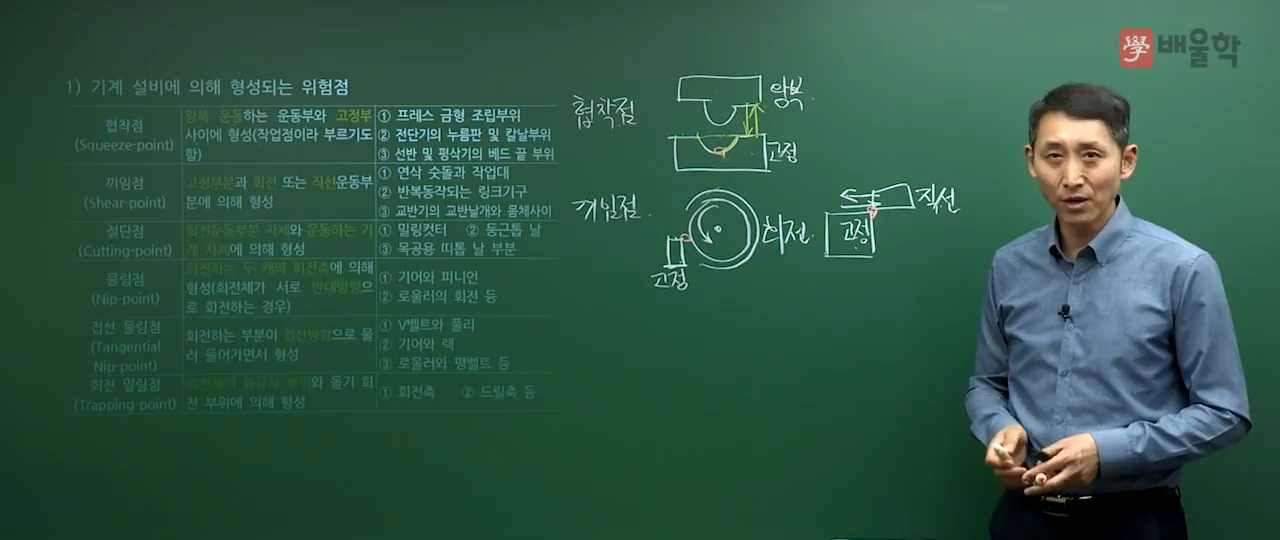 學 배울학
1) 기계 설비에 의해 형성되는 위험점
협착점
(Squeeze-point)
왕복 운동하는 운동부와 고정부
사이에 형성(작업점이라 부르기도
함)
① 프레스 금형 조립부위
② 전단기의 누름판 및 칼날부위
③ 선반 및 평삭기의 베드 끝 부위
끼임점
(Shear-point)
고정부분과 회전 또는 직선운동부
분에 의해 형성
① 연삭 숫돌과 작업대
② 반복동작되는 링크기구
③ 교반기의 교반날개와 몸체사이
절단점
(Cutting-point)
회전운동부분 자체와 운동하는 기
계 자체에 의해 형성
① 밀링컷터 ② 둥근톱 날
③ 목공용 띠톱 날 부분
물림점
(Nip-point)
회전하는 두 개의 회전축에 의해
형성(회전체가 서로 반대방향으
로 회전하는 경우)
① 기어와 피니언
② 로울러의 회전 등
접선 물림점
(Tangential
Nip-point)
회전하는 부분이 접선방향으로 물
려 들어가면서 형성
① V벨트와 풀리
② 기어와 랙
③ 로울러와 평벨트 등
회전 말림점
(Trapping-point)
회전체의 불규칙 부위와 돌기 회
전 부위에 의해 형성
① 회전축 ② 드릴축 등
협착점
왕복
고정
끼임점
회전
고정
직선
고정